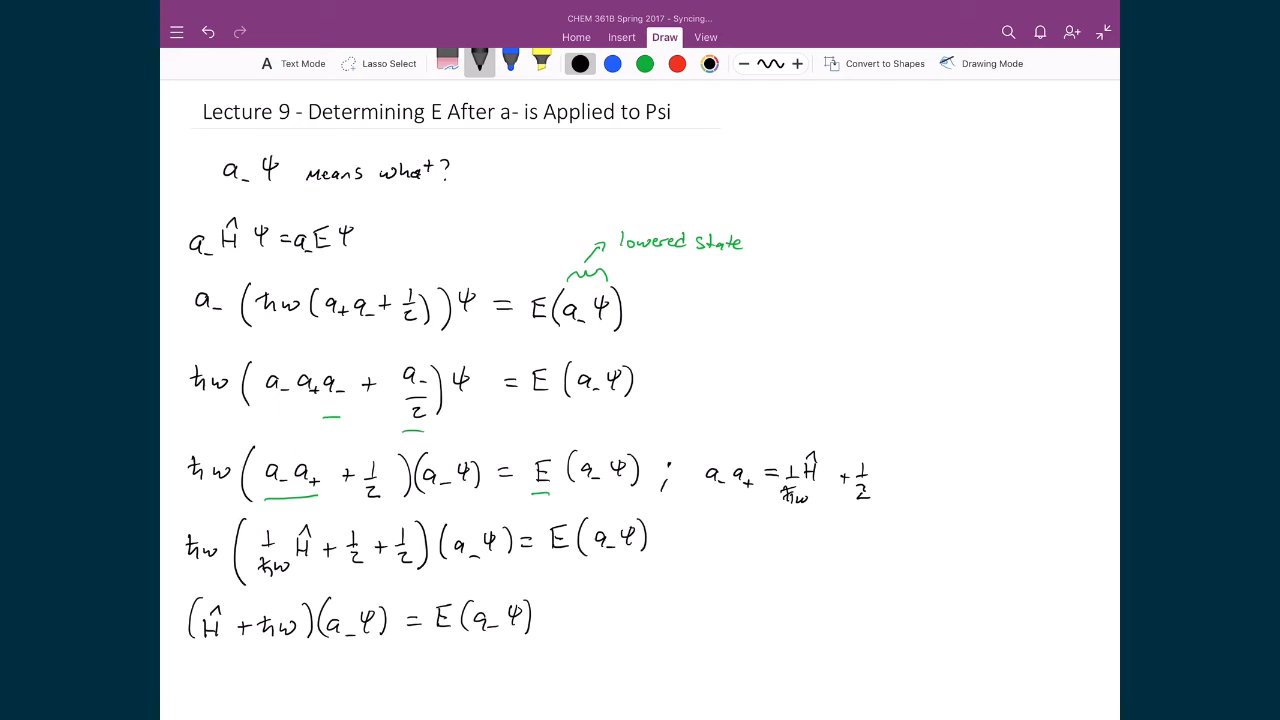 CHEM 361B Spring 2017 - Syncing...
Home Insert Draw View
Text Mode Lasso Select Convert to Shapes Drawing Mode
Lecture 9 - Determining E After a- is Applied to Psi
a₋ ψ means what?
a₋ Ĥ ψ = a₋ E ψ
lowered state
a₋ (ħω (a₊ a₋ + 1/2)) ψ = E (a₋ ψ)
ħω (a₋ a₊ a₋ + a₋/2) ψ = E (a₋ ψ)
ħω (a₋ a₊ + 1/2)(a₋ ψ) = E (a₋ ψ) ; a₋ a₊ = 1/ħω Ĥ + 1/2
ħω (1/ħω Ĥ + 1/2 + 1/2) (a₋ ψ) = E (a₋ ψ)
(Ĥ + ħω)(a₋ ψ) = E (a₋ ψ)